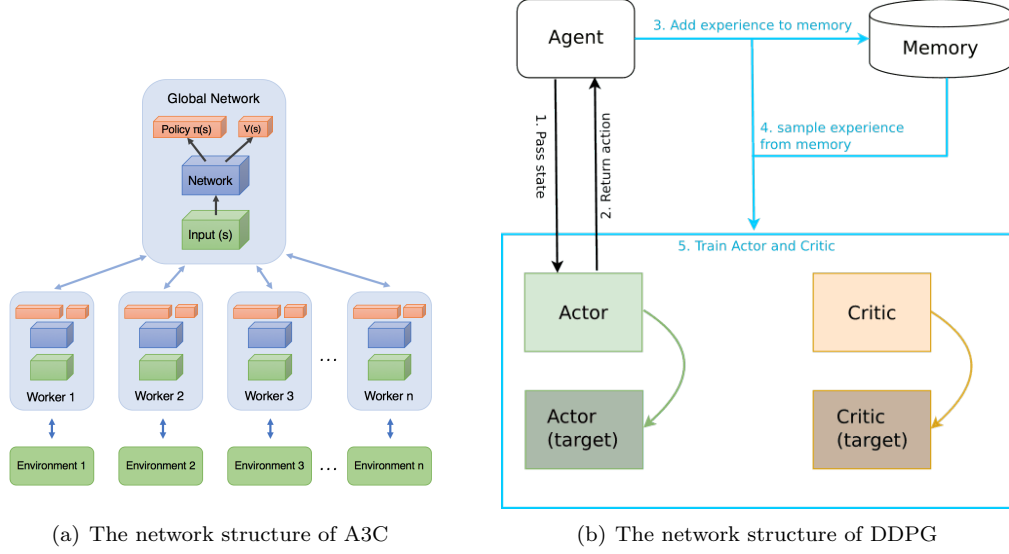 Global Network
Policy π(s)
V(s)
Network
Input (s)
Worker 1
Worker 2
Worker 3
...
Worker n
Environment 1
Environment 2
Environment 3
...
Environment n
(a) The network structure of A3C
Agent
3. Add experience to memory
Memory
1. Pass state
2. Return action
4. sample experience
from memory
5. Train Actor and Critic
Actor
Critic
Actor
(target)
Critic
(target)
(b) The network structure of DDPG